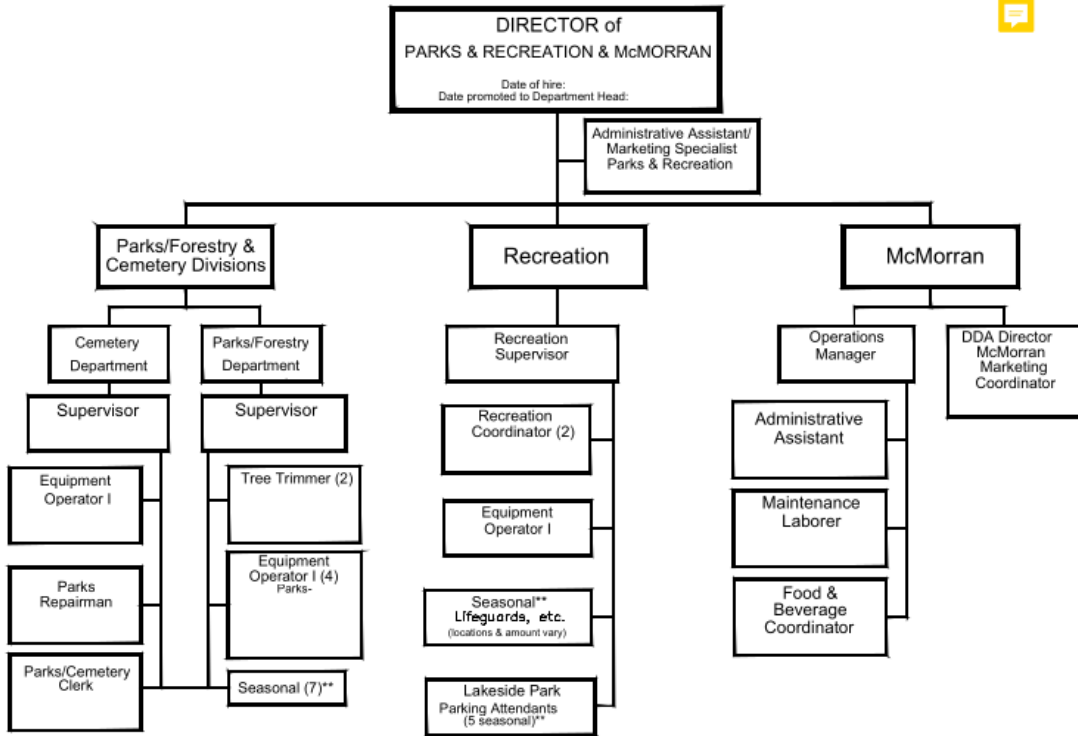 DIRECTOR of
PARKS & RECREATION & McMORRAN
Date of hire:
Date promoted to Department Head:
Administrative Assistant/
Marketing Specialist
Parks & Recreation
Parks/Forestry &
Cemetery Divisions
Recreation
McMorran
Cemetery
Department
Parks/Forestry
Department
Supervisor
Supervisor
Equipment
Operator I
Tree Trimmer (2)
Parks
Repairman
Equipment
Operator I (4)
Parks-
Parks/Cemetery
Clerk
Seasonal (7)**
Recreation
Supervisor
Recreation
Coordinator (2)
Equipment
Operator I
Seasonal**
Lifeguards, etc.
(locations & amount vary)
Lakeside Park
Parking Attendants
(5 seasonal)**
Operations
Manager
DDA Director
McMorran
Marketing
Coordinator
Administrative
Assistant
Maintenance
Laborer
Food &
Beverage
Coordinator